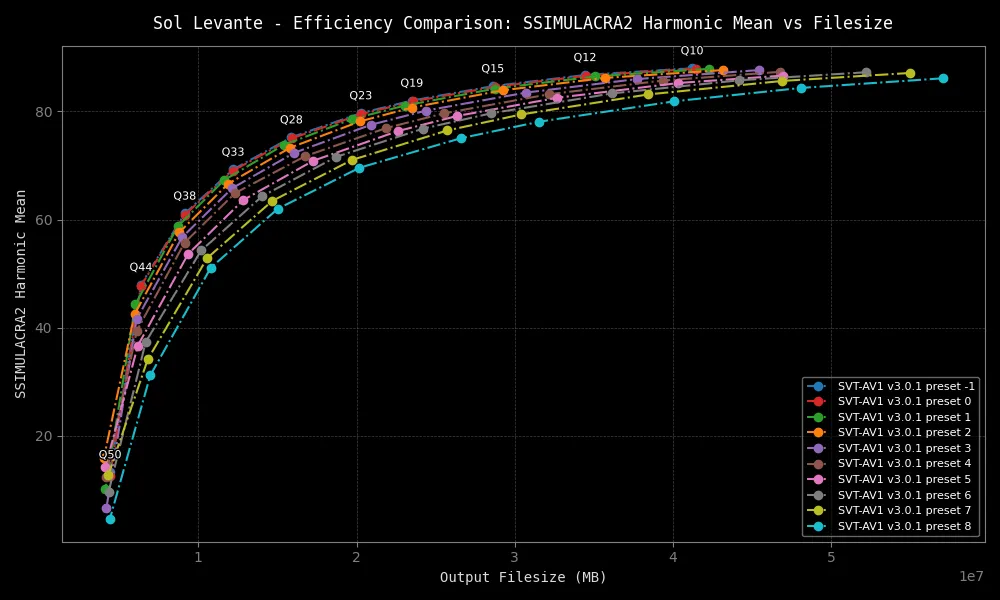 Sol Levante - Efficiency Comparison: SSIMULACRA2 Harmonic Mean vs Filesize
SSIMULACRA2 Harmonic Mean
80
60
40
20
Q10
Q12
Q15
Q19
Q23
Q28
Q33
Q38
Q44
Q50
SVT-AV1 v3.0.1 preset -1
SVT-AV1 v3.0.1 preset 0
SVT-AV1 v3.0.1 preset 1
SVT-AV1 v3.0.1 preset 2
SVT-AV1 v3.0.1 preset 3
SVT-AV1 v3.0.1 preset 4
SVT-AV1 v3.0.1 preset 5
SVT-AV1 v3.0.1 preset 6
SVT-AV1 v3.0.1 preset 7
SVT-AV1 v3.0.1 preset 8
1 2 3 4 5
1e7
Output Filesize (MB)